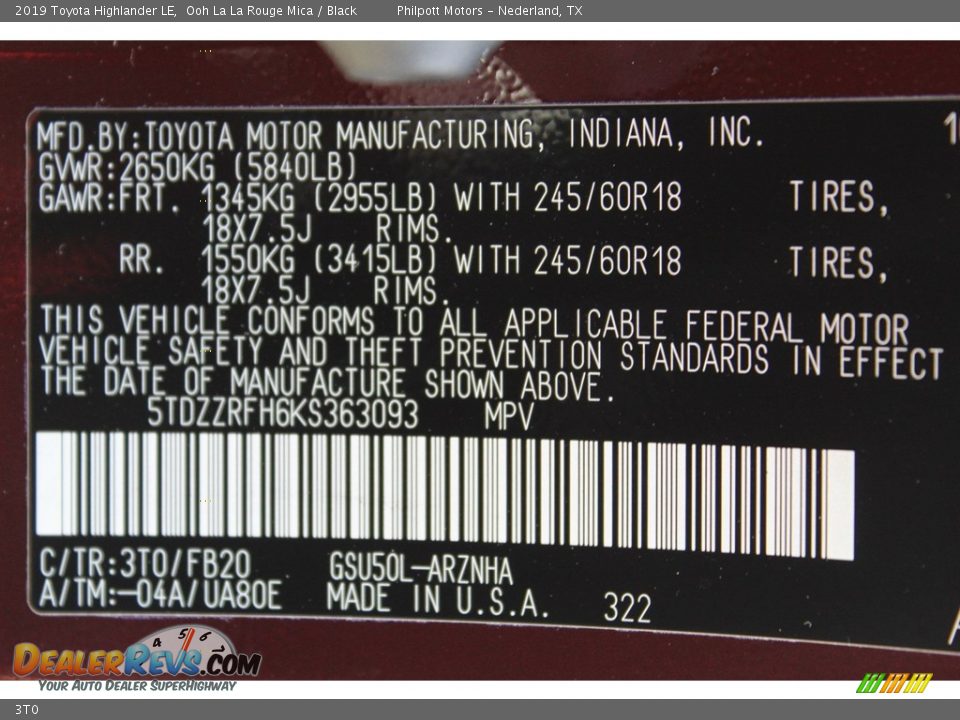 2019 Toyota Highlander LE, Ooh La La Rouge Mica / Black Philpott Motors – Nederland, TX
MFD.BY:TOYOTA MOTOR MANUFACTURING, INDIANA, INC.
GVWR:2650KG (5840LB)
GAWR:FRT. 1345KG (2955LB) WITH 245/60R18 TIRES,
18X7.5J RIMS.
RR. 1550KG (3415LB) WITH 245/60R18 TIRES,
18X7.5J RIMS.
THIS VEHICLE CONFORMS TO ALL APPLICABLE FEDERAL MOTOR
VEHICLE SAFETY AND THEFT PREVENTION STANDARDS IN EFFECT
THE DATE OF MANUFACTURE SHOWN ABOVE.
5TDZZRFH6KS363093 MPV
C/TR:3T0/FB20 GSU50L-ARZNHA
A/TM:-04A/UA80E MADE IN U.S.A. 322
4 5 6
DEALERREVS.COM
YOUR AUTO DEALER SUPERHIGHWAY
3T0